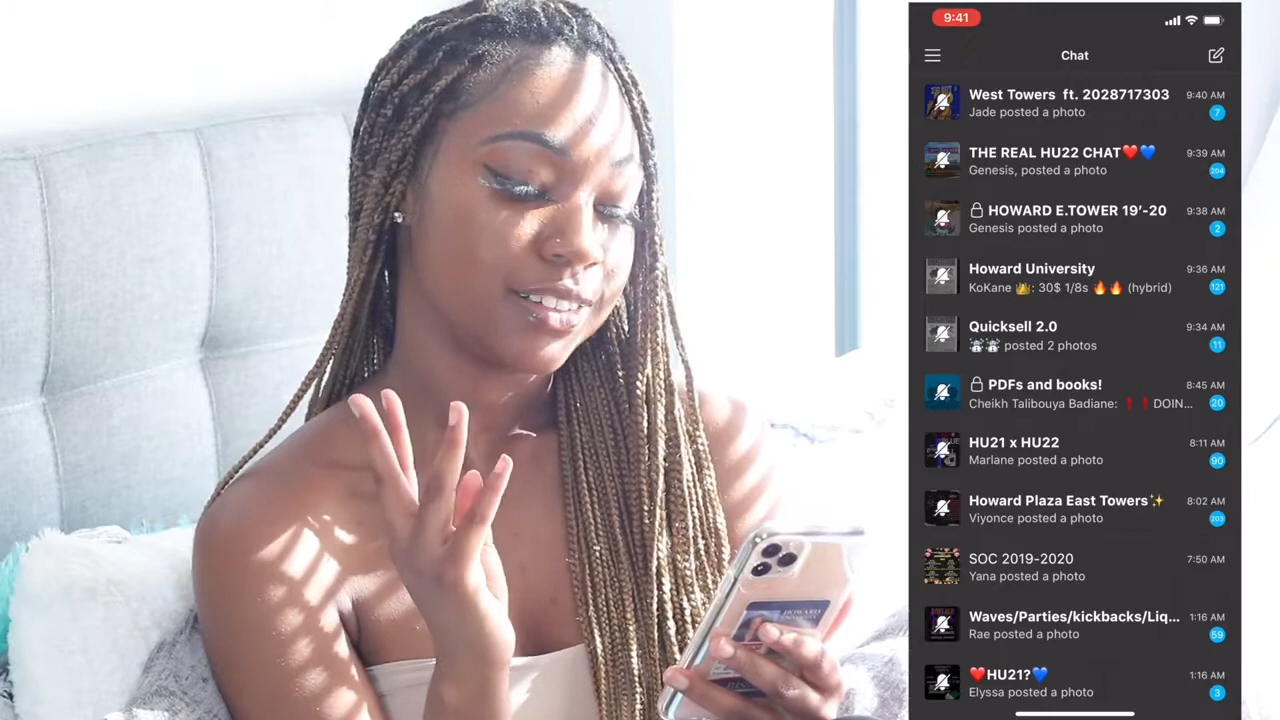 9:41
Chat
West Towers ft. 2028717303
9:40 AM
Jade posted a photo
7
THE REAL HU22 CHAT❤️💙
9:39 AM
Genesis, posted a photo
204
HOWARD E.TOWER 19'-20
9:38 AM
Genesis posted a photo
2
Howard University
9:36 AM
KoKane 👑: 30$ 1/8s 🔥🔥 (hybrid)
121
Quicksell 2.0
9:34 AM
☃️☃️ posted 2 photos
11
PDFs and books!
8:45 AM
Cheikh Talibouya Badiane: ❗❗DOIN...
20
HU21 x HU22
8:11 AM
Marlane posted a photo
90
Howard Plaza East Towers✨
8:02 AM
Viyonce posted a photo
203
SOC 2019-2020
7:50 AM
Yana posted a photo
Waves/Parties/kickbacks/Liq...
1:16 AM
Rae posted a photo
59
❤️HU21?💙
1:16 AM
Elyssa posted a photo
3
HOWARD
UNIVERSITY